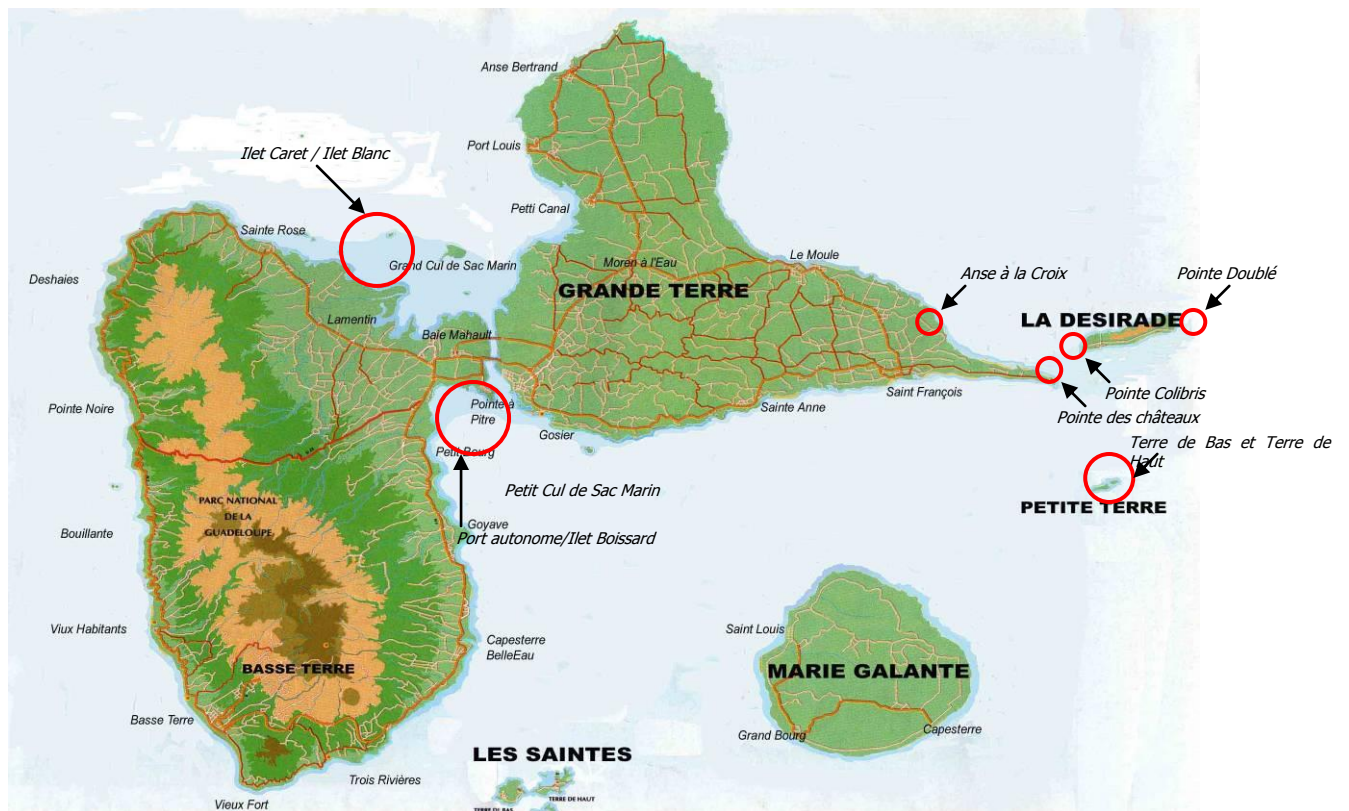 Anse Bertrand
Port Louis
Ilet Caret / Ilet Blanc
Petti Canal
Sainte Rose
Le Moule
Grand Cul de Sac Marin
Moren à l'Eau
Anse à la Croix
Pointe Doublé
Deshaies
GRANDE TERRE
Lamentin
LA DESIRADE
Baie Mahault
Saint François
Pointe Colibris
Pointe Noire
Pointe à
Pitre
Sainte Anne
Pointe des châteaux
Gosier
Terre de Bas et Terre de
Haut
Petit Bourg
Petit Cul de Sac Marin
PARC NATIONAL
DE LA
GUADELOUPE
PETITE TERRE
Goyave
Bouillante
Port autonome/Ilet Boissard
Viux Habitants
Saint Louis
Capesterre
BelleEau
BASSE TERRE
MARIE GALANTE
Basse Terre
Grand Bourg
Capesterre
LES SAINTES
Trois Rivières
Vieux Fort
TERRE DE HAUT
TERRE DE BAS